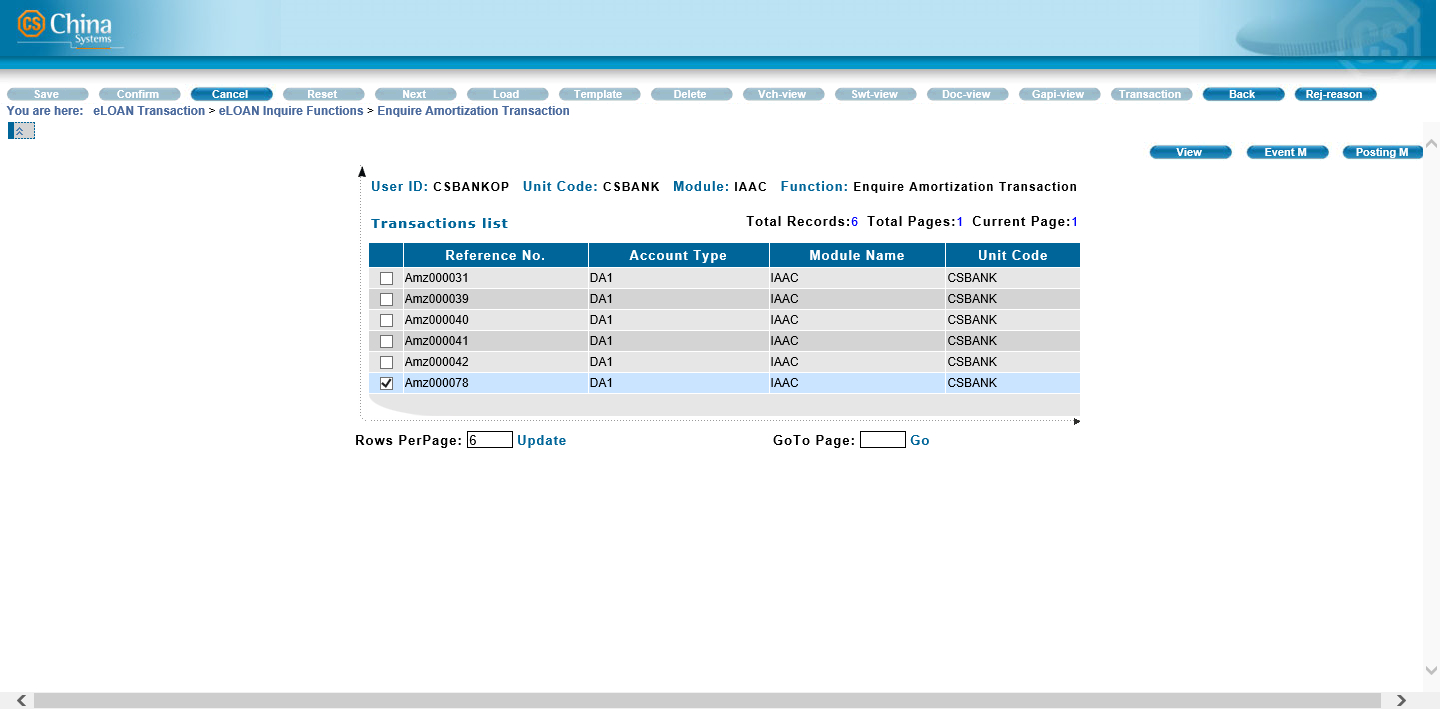 CS China
Systems
CS
Save Confirm Cancel Reset Next Load Template Delete Vch-view Swt-view Doc-view Gapi-view Transaction Back Rej-reason
You are here: eLOAN Transaction > eLOAN Inquire Functions > Enquire Amortization Transaction
View Event M Posting M
User ID: CSBANKOP Unit Code: CSBANK Module: IAAC Function: Enquire Amortization Transaction
Transactions list Total Records:6 Total Pages:1 Current Page:1
Reference No. Account Type Module Name Unit Code
Amz000031 DA1 IAAC CSBANK
Amz000039 DA1 IAAC CSBANK
Amz000040 DA1 IAAC CSBANK
Amz000041 DA1 IAAC CSBANK
Amz000042 DA1 IAAC CSBANK
Amz000078 DA1 IAAC CSBANK
Rows PerPage: 6 Update GoTo Page: Go